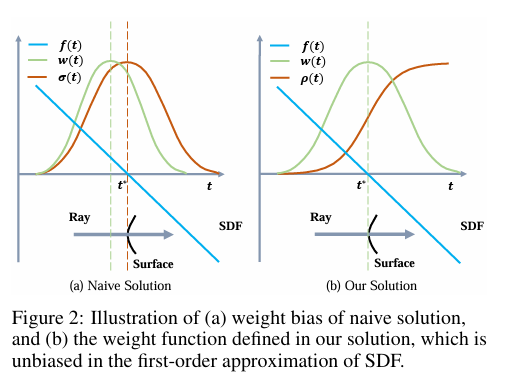 f(t)
w(t)
σ(t)
t*
t
Ray
SDF
Surface
(a) Naive Solution
f(t)
w(t)
ρ(t)
t*
t
Ray
SDF
Surface
(b) Our Solution
Figure 2: Illustration of (a) weight bias of naive solution,
and (b) the weight function defined in our solution, which is
unbiased in the first-order approximation of SDF.